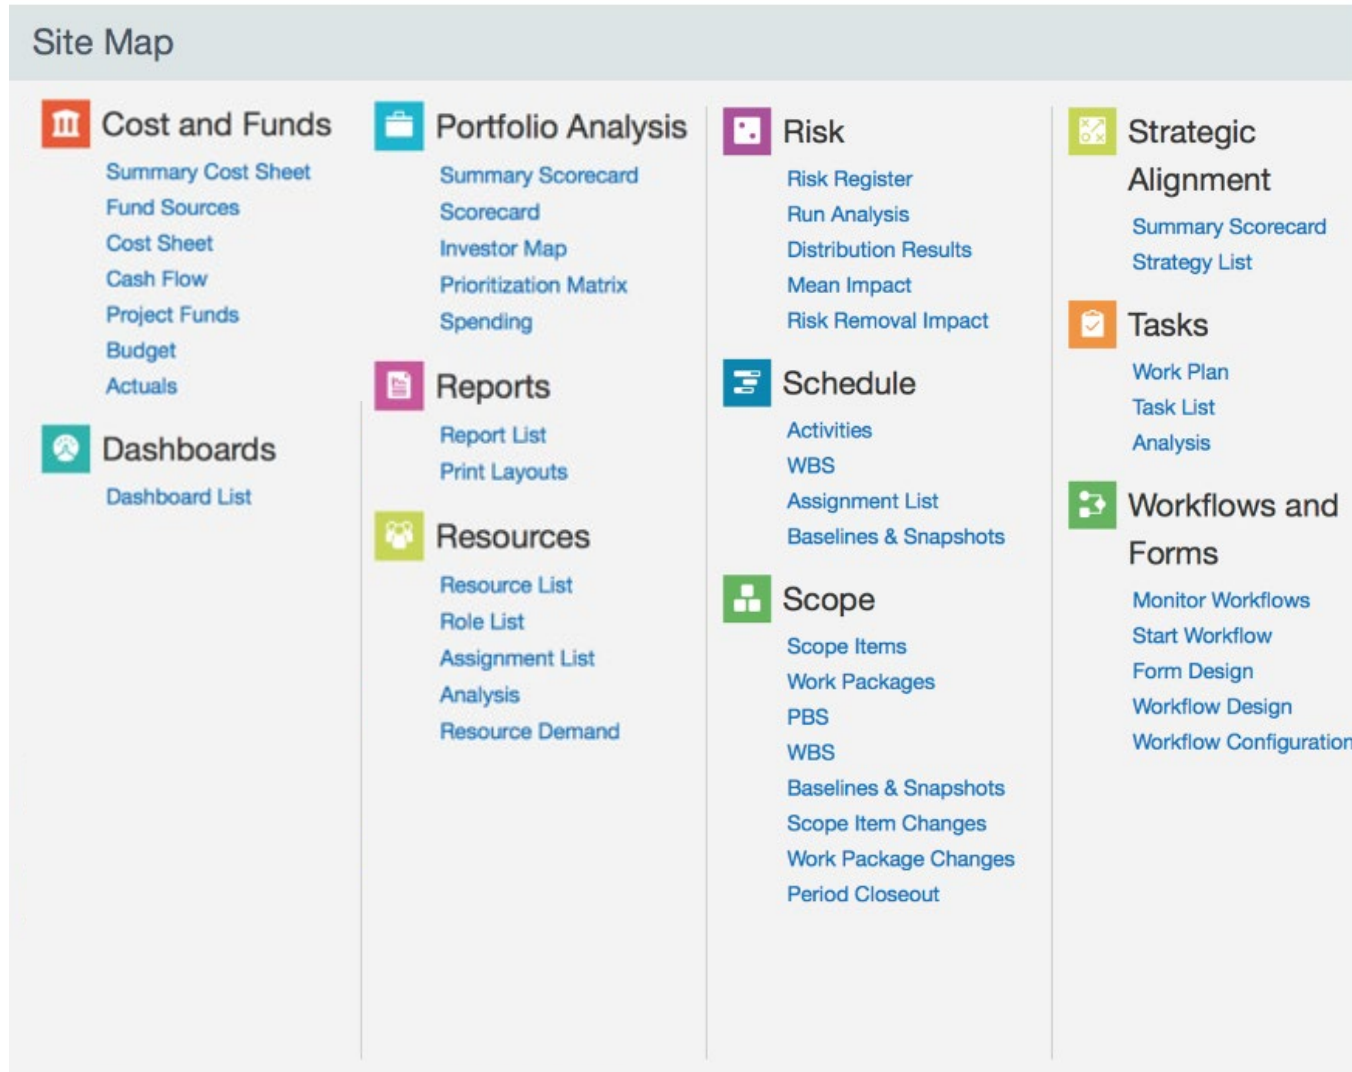 Site Map
Cost and Funds
Summary Cost Sheet
Fund Sources
Cost Sheet
Cash Flow
Project Funds
Budget
Actuals
Dashboards
Dashboard List
Portfolio Analysis
Summary Scorecard
Scorecard
Investor Map
Prioritization Matrix
Spending
Reports
Report List
Print Layouts
Resources
Resource List
Role List
Assignment List
Analysis
Resource Demand
Risk
Risk Register
Run Analysis
Distribution Results
Mean Impact
Risk Removal Impact
Schedule
Activities
WBS
Assignment List
Baselines & Snapshots
Scope
Scope Items
Work Packages
PBS
WBS
Baselines & Snapshots
Scope Item Changes
Work Package Changes
Period Closeout
Strategic
Alignment
Summary Scorecard
Strategy List
Tasks
Work Plan
Task List
Analysis
Workflows and
Forms
Monitor Workflows
Start Workflow
Form Design
Workflow Design
Workflow Configuration